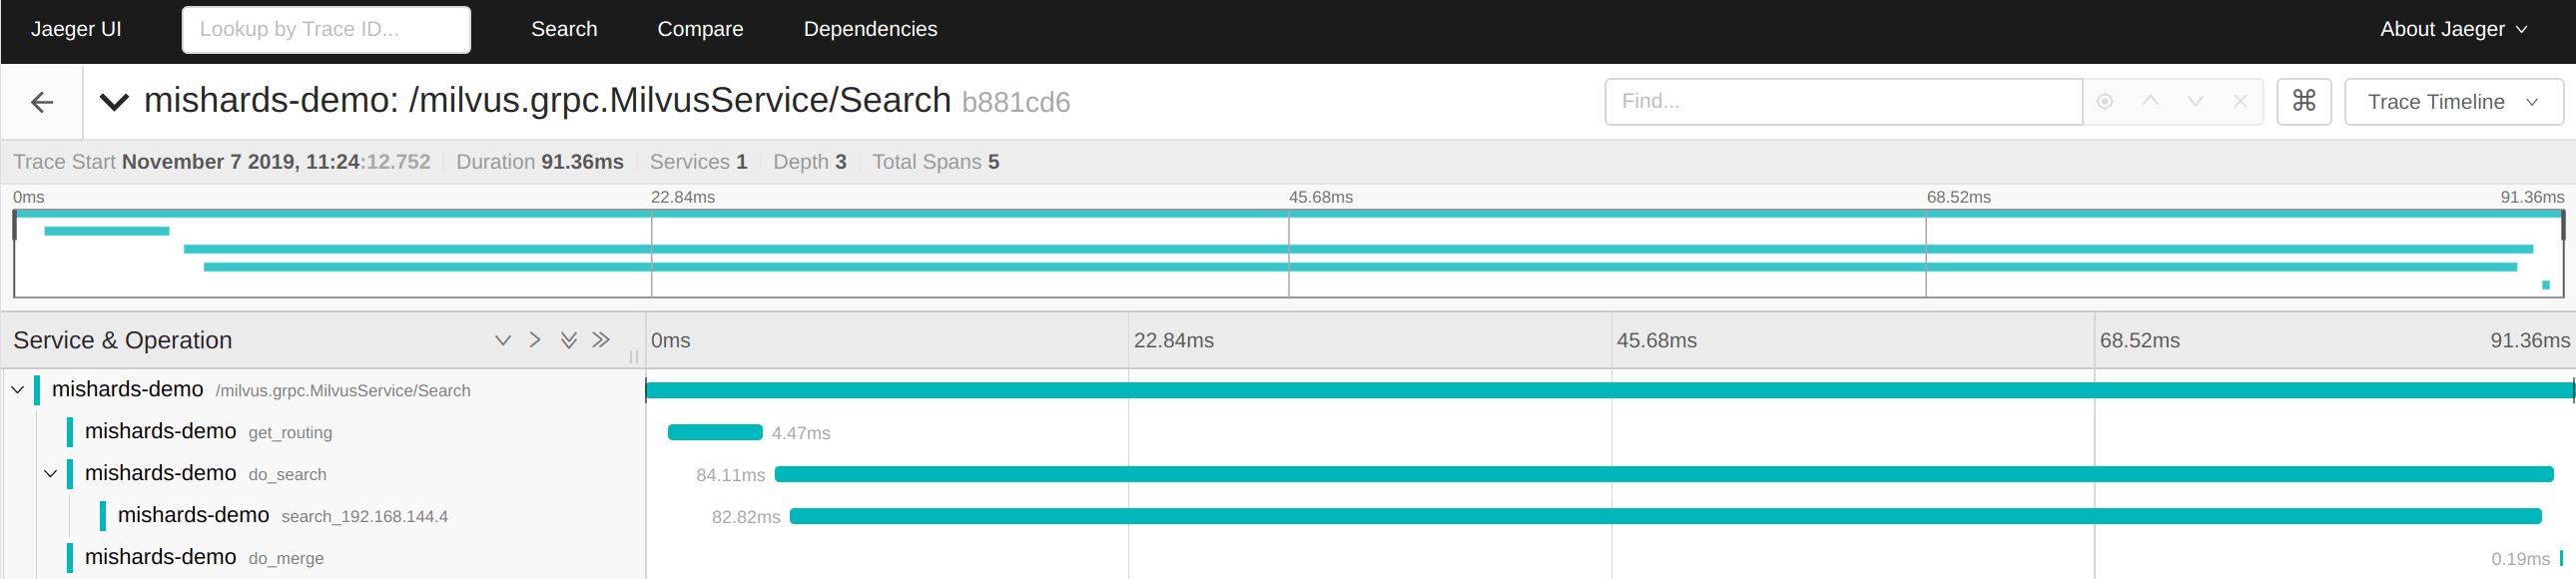 Jaeger UI Lookup by Trace ID... Search Compare Dependencies About Jaeger
mishards-demo: /milvus.grpc.MilvusService/Search b881cd6 Find... ⌘ Trace Timeline
Trace Start November 7 2019, 11:24:12.752 Duration 91.36ms Services 1 Depth 3 Total Spans 5
0ms 22.84ms 45.68ms 68.52ms 91.36ms
Service & Operation 0ms 22.84ms 45.68ms 68.52ms 91.36ms
mishards-demo /milvus.grpc.MilvusService/Search
mishards-demo get_routing 4.47ms
mishards-demo do_search 84.11ms
mishards-demo search_192.168.144.4 82.82ms
mishards-demo do_merge 0.19ms